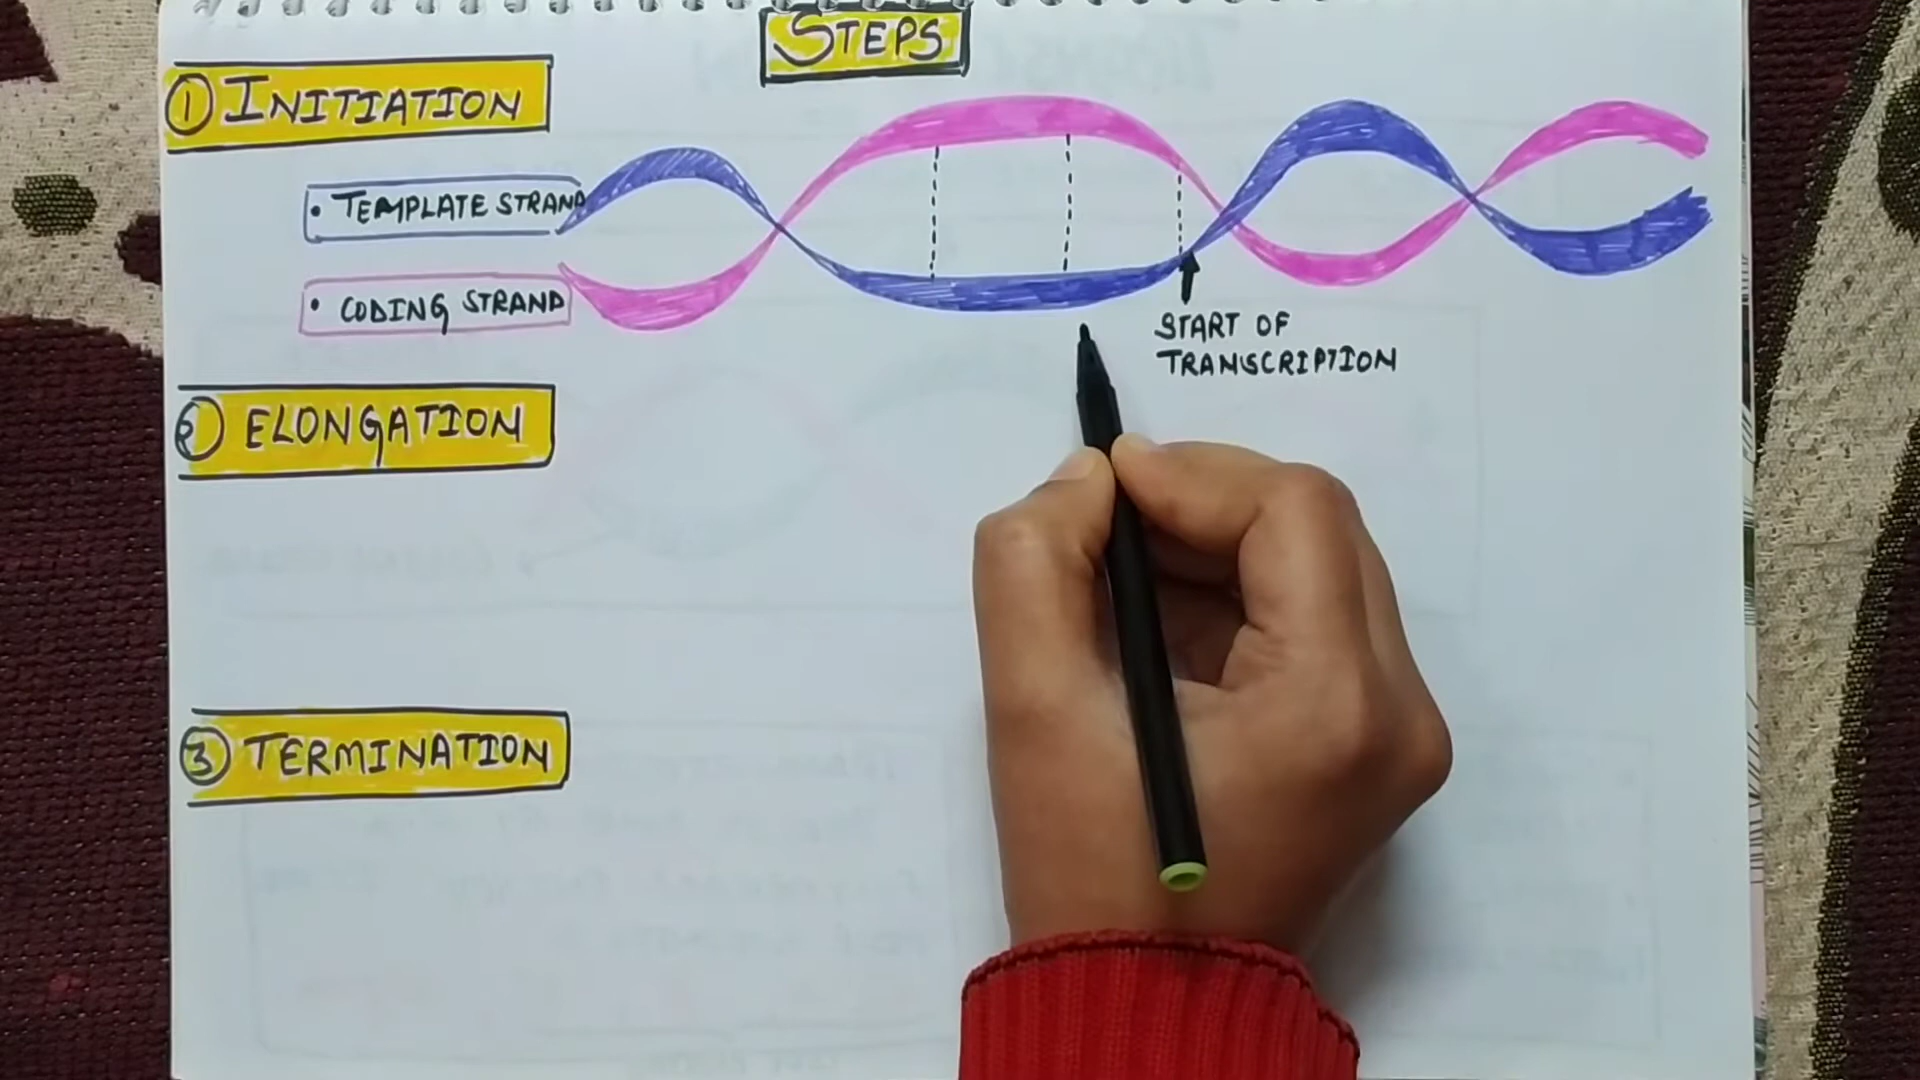 STEPS
① INITIATION
• TEMPLATE STRAND
• CODING STRAND
START OF
TRANSCRIPTION
② ELONGATION
③ TERMINATION